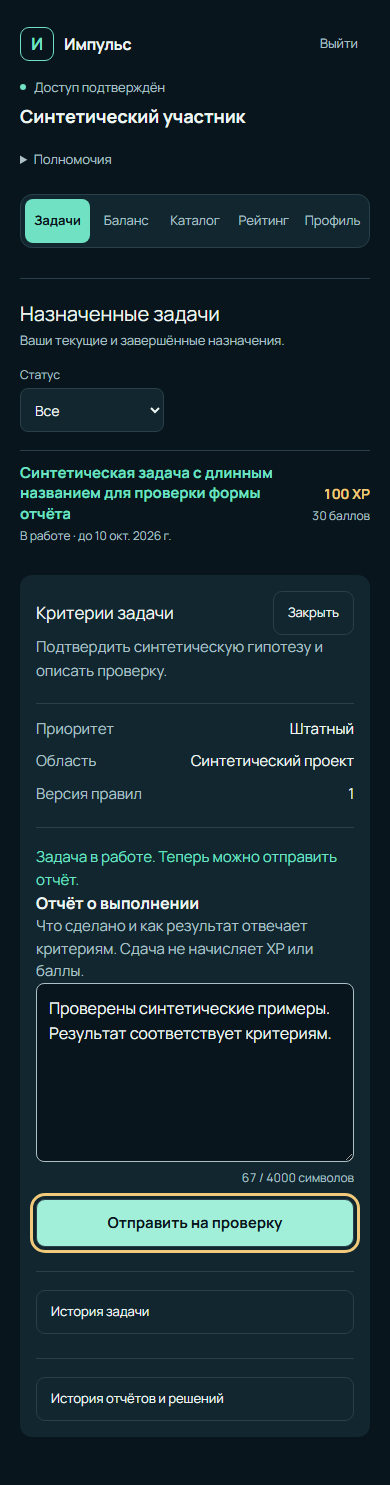 И Импульс Выйти
Доступ подтверждён
Синтетический участник
Полномочия
Задачи Баланс Каталог Рейтинг Профиль
Назначенные задачи
Ваши текущие и завершённые назначения.
Статус
Все
Синтетическая задача с длинным
названием для проверки формы
отчёта
100 XP
30 баллов
В работе · до 10 окт. 2026 г.
Критерии задачи Закрыть
Подтвердить синтетическую гипотезу и
описать проверку.
Приоритет Штатный
Область Синтетический проект
Версия правил 1
Задача в работе. Теперь можно отправить
отчёт.
Отчёт о выполнении
Что сделано и как результат отвечает
критериям. Сдача не начисляет XP или
баллы.
Проверены синтетические примеры.
Результат соответствует критериям.
67 / 4000 символов
Отправить на проверку
История задачи
История отчётов и решений